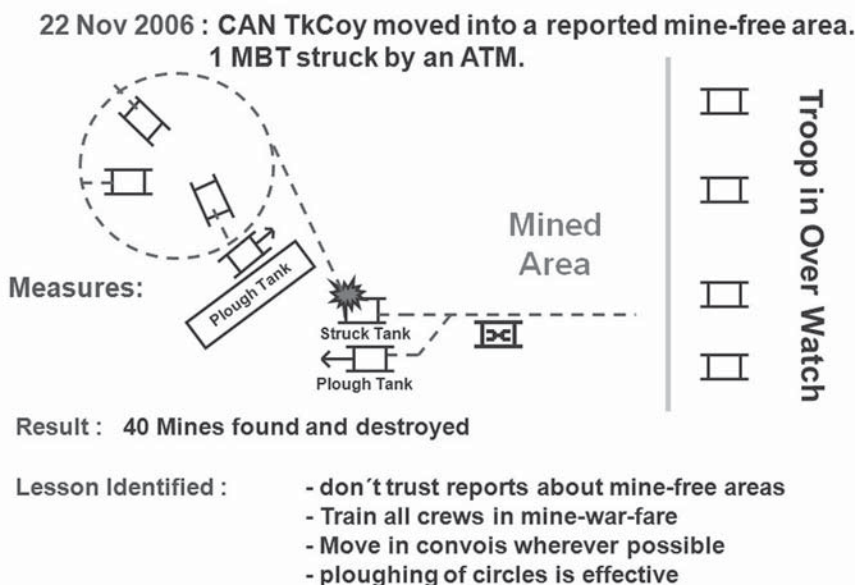 22 Nov 2006 : CAN TkCoy moved into a reported mine-free area.
1 MBT struck by an ATM.
Troop in Over Watch
Mined
Area
Measures:
Plough Tank
Struck Tank
Plough Tank
Result : 40 Mines found and destroyed
Lesson Identified : - don´t trust reports about mine-free areas
- Train all crews in mine-war-fare
- Move in convois wherever possible
- ploughing of circles is effective